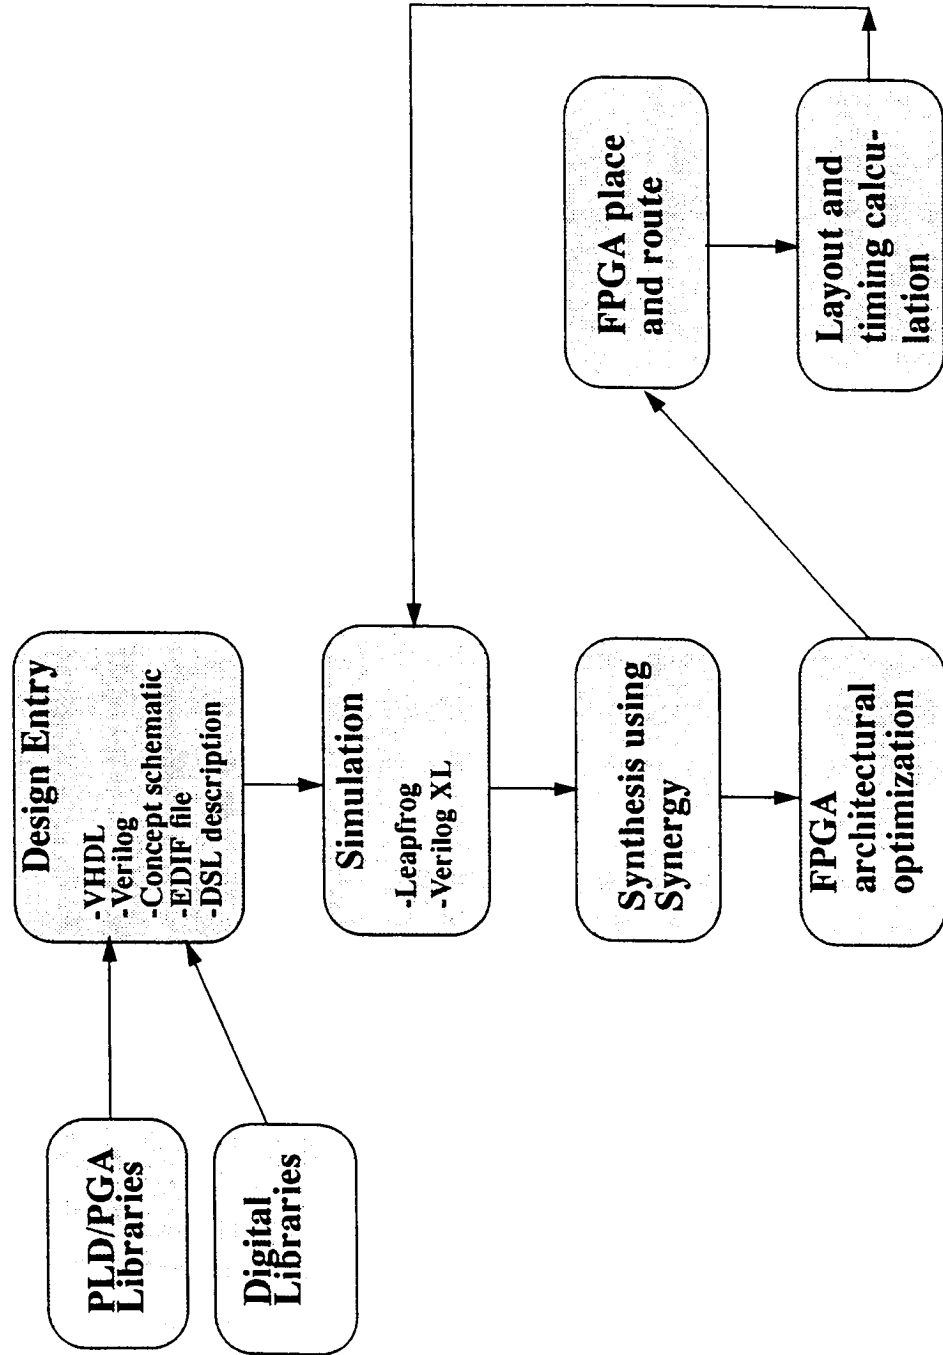 PLD/PGA
Libraries
Digital
Libraries
Design Entry
-VHDL
-Verilog
-Concept schematic
-EDIF file
-DSL description
Simulation
-Leapfrog
-Verilog XL
Synthesis using
Synergy
FPGA
architectural
optimization
FPGA place
and route
Layout and
timing calcu-
lation